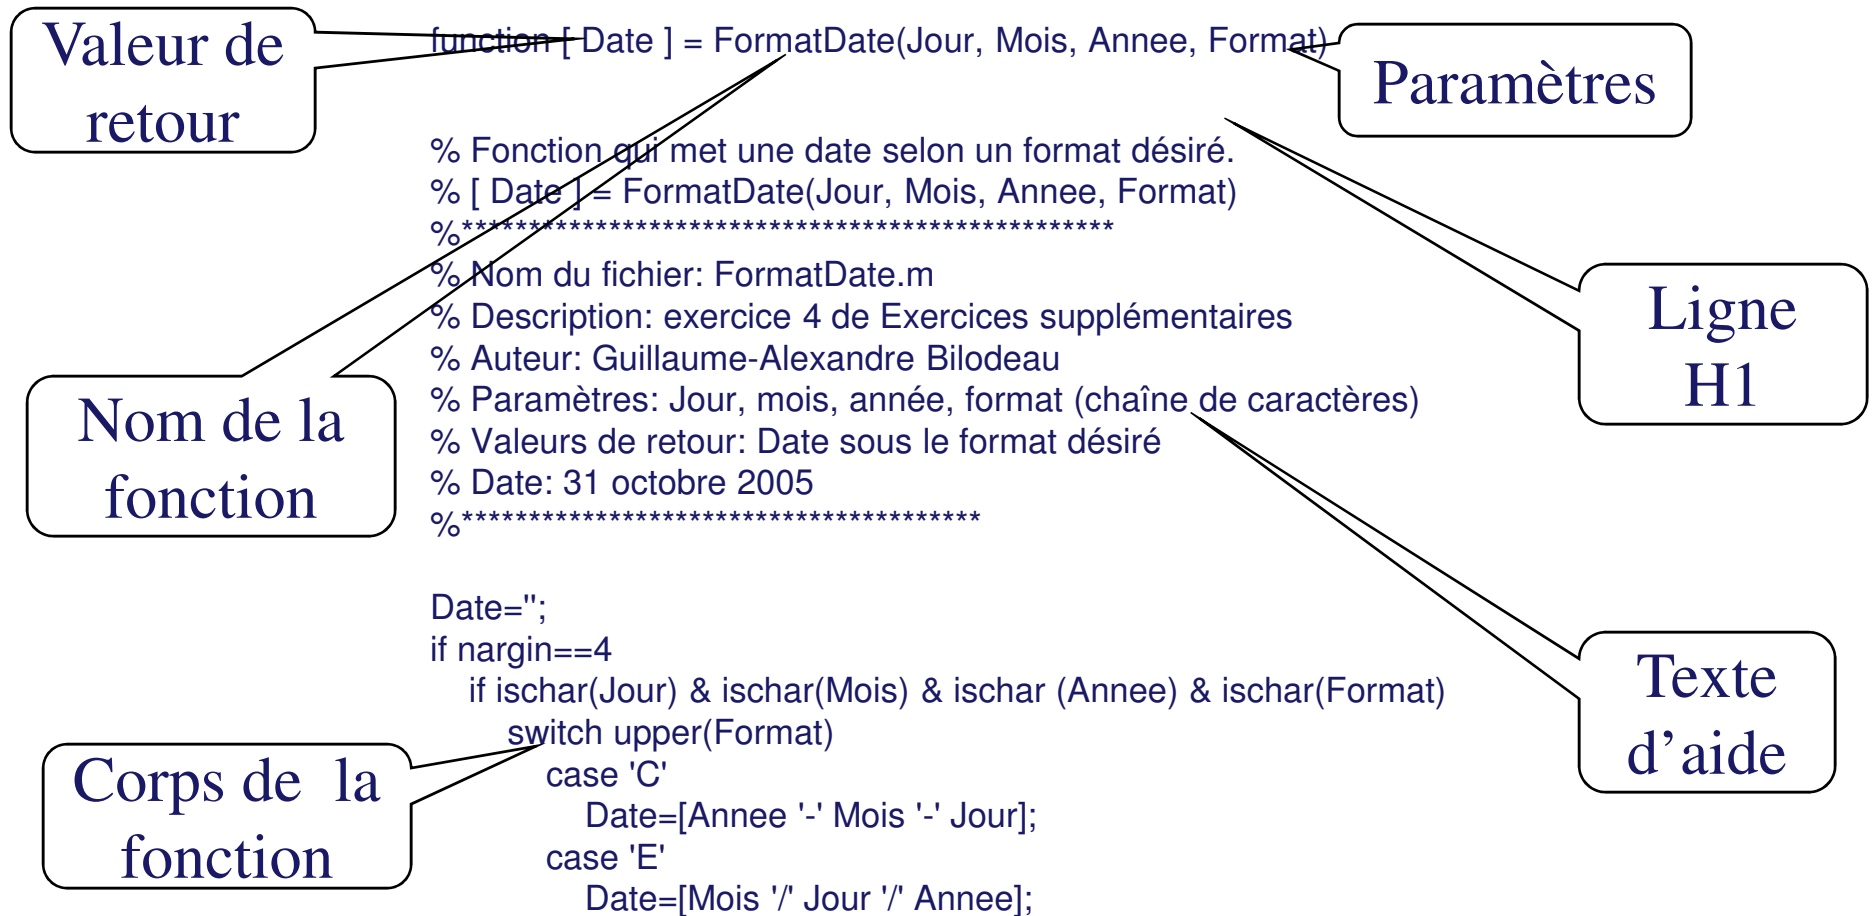 Valeur de
retour
function [ Date ] = FormatDate(Jour, Mois, Annee, Format)
Paramètres
% Fonction qui met une date selon un format désiré.
% [ Date ] = FormatDate(Jour, Mois, Annee, Format)
%*************************************************
% Nom du fichier: FormatDate.m
% Description: exercice 4 de Exercices supplémentaires
% Auteur: Guillaume-Alexandre Bilodeau
% Paramètres: Jour, mois, année, format (chaîne de caractères)
% Valeurs de retour: Date sous le format désiré
% Date: 31 octobre 2005
%***************************************
Ligne
H1
Nom de la
fonction
Date='';
if nargin==4
if ischar(Jour) & ischar(Mois) & ischar (Annee) & ischar(Format)
switch upper(Format)
case 'C'
Date=[Annee '-' Mois '-' Jour];
case 'E'
Date=[Mois '/' Jour '/' Annee];
Texte
d’aide
Corps de la
fonction